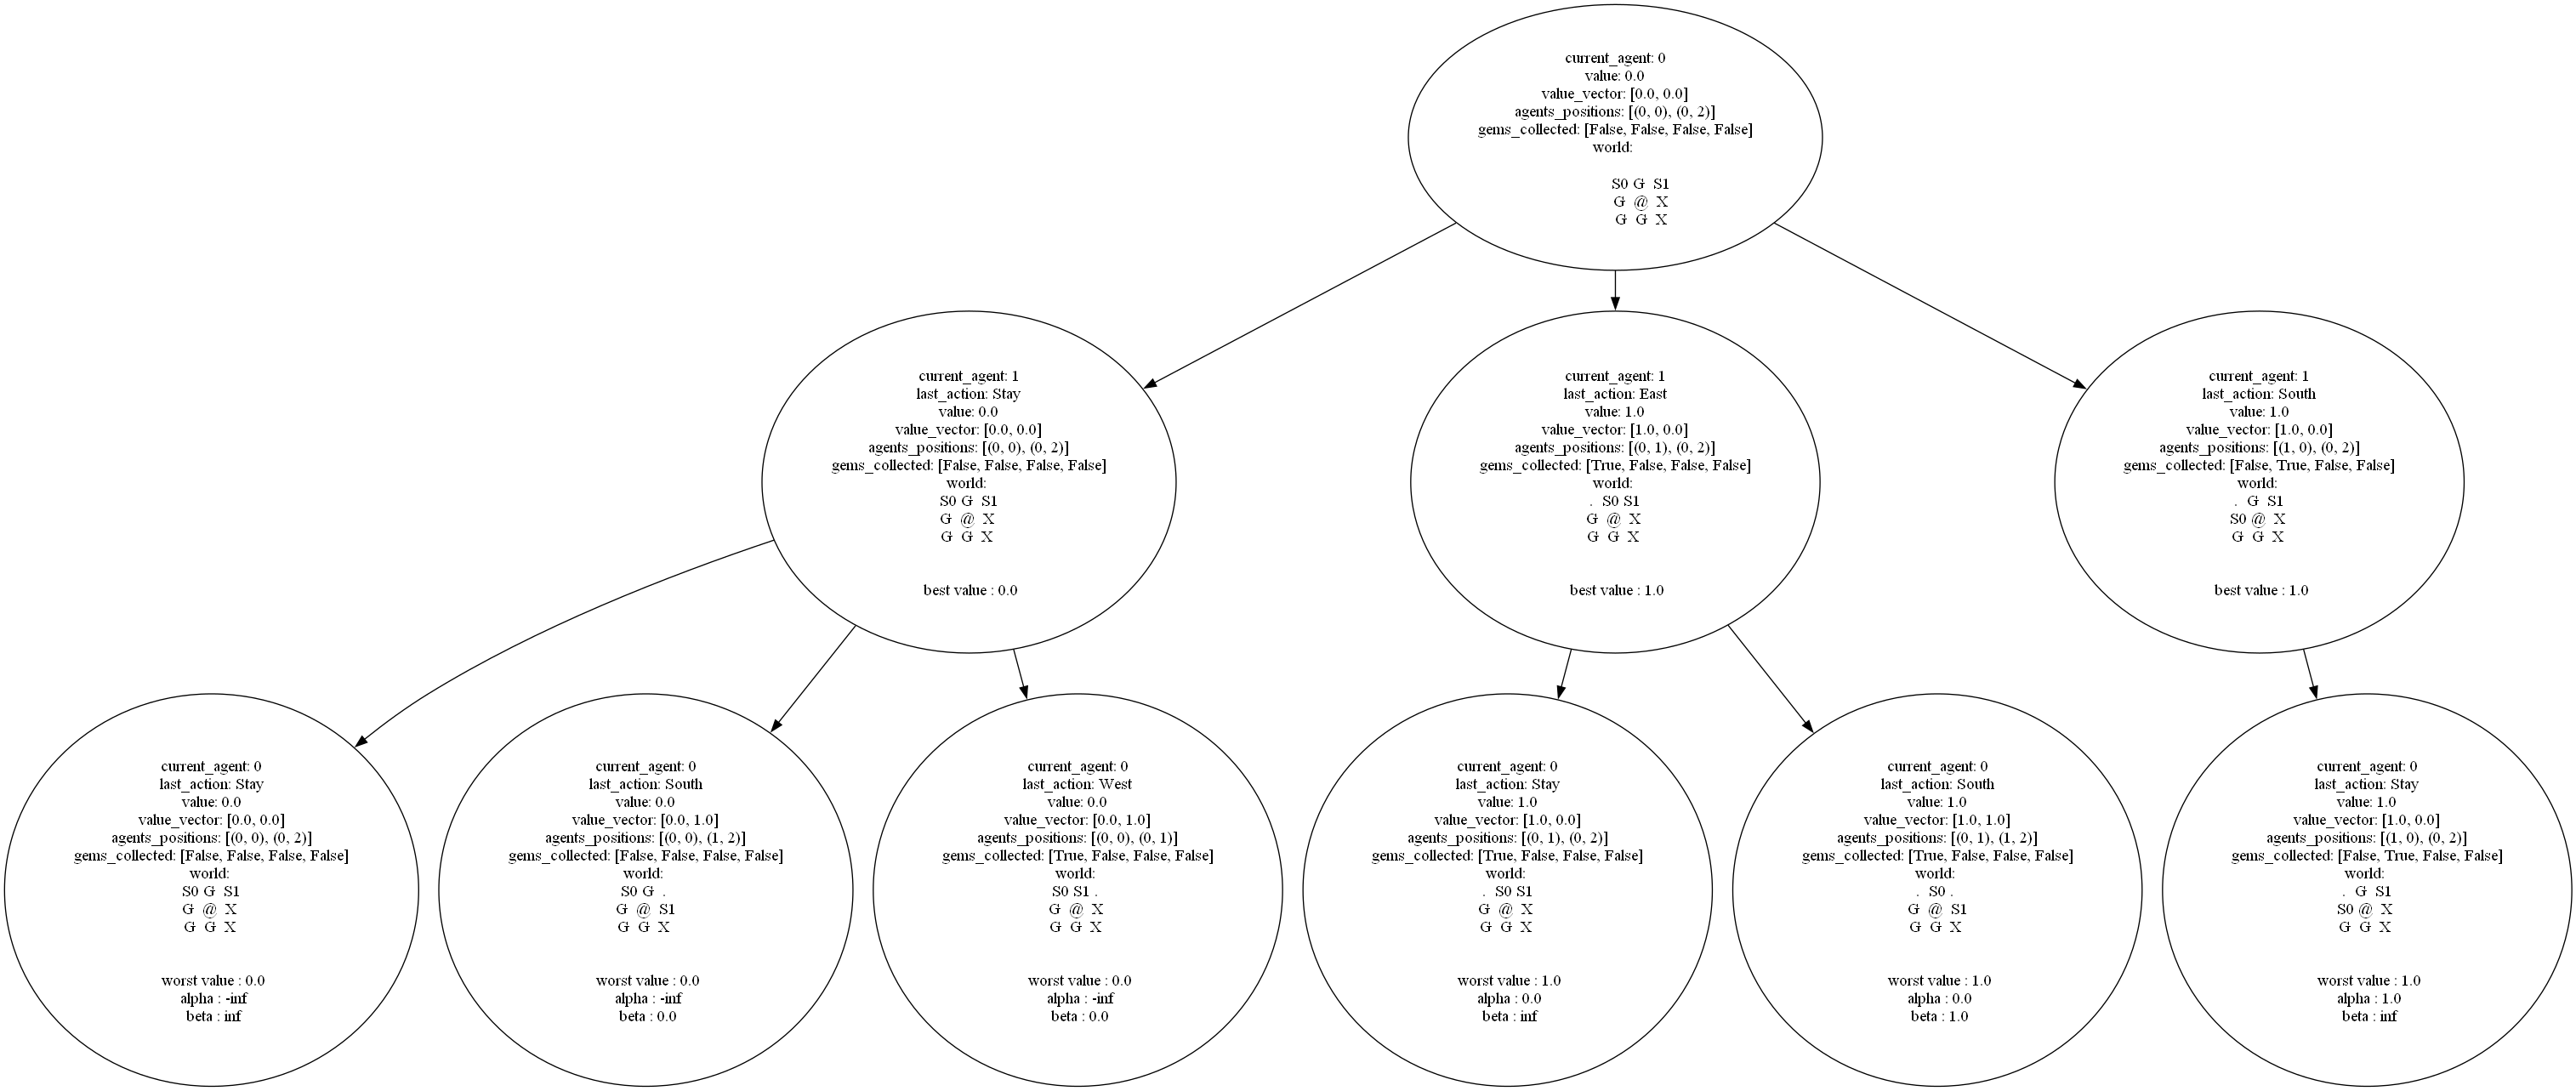 current_agent: 0
value: 0.0
value_vector: [0.0, 0.0]
agents_positions: [(0, 0), (0, 2)]
gems_collected: [False, False, False, False]
world:
S0 G S1
G @ X
G G X
current_agent: 1
last_action: Stay
value: 0.0
value_vector: [0.0, 0.0]
agents_positions: [(0, 0), (0, 2)]
gems_collected: [False, False, False, False]
world:
S0 G S1
G @ X
G G X
best value : 0.0
current_agent: 1
last_action: East
value: 1.0
value_vector: [1.0, 0.0]
agents_positions: [(0, 1), (0, 2)]
gems_collected: [True, False, False, False]
world:
. S0 S1
G @ X
G G X
best value : 1.0
current_agent: 1
last_action: South
value: 1.0
value_vector: [1.0, 0.0]
agents_positions: [(1, 0), (0, 2)]
gems_collected: [False, True, False, False]
world:
. G S1
S0 @ X
G G X
best value : 1.0
current_agent: 0
last_action: Stay
value: 0.0
value_vector: [0.0, 0.0]
agents_positions: [(0, 0), (0, 2)]
gems_collected: [False, False, False, False]
world:
S0 G S1
G @ X
G G X
worst value : 0.0
alpha : -inf
beta : inf
current_agent: 0
last_action: South
value: 0.0
value_vector: [0.0, 1.0]
agents_positions: [(0, 0), (1, 2)]
gems_collected: [False, False, False, False]
world:
S0 G .
G @ S1
G G X
worst value : 0.0
alpha : -inf
beta : 0.0
current_agent: 0
last_action: West
value: 0.0
value_vector: [0.0, 1.0]
agents_positions: [(0, 0), (0, 1)]
gems_collected: [True, False, False, False]
world:
S0 S1 .
G @ X
G G X
worst value : 0.0
alpha : -inf
beta : 0.0
current_agent: 0
last_action: Stay
value: 1.0
value_vector: [1.0, 0.0]
agents_positions: [(0, 1), (0, 2)]
gems_collected: [True, False, False, False]
world:
. S0 S1
G @ X
G G X
worst value : 1.0
alpha : 0.0
beta : inf
current_agent: 0
last_action: South
value: 1.0
value_vector: [1.0, 1.0]
agents_positions: [(0, 1), (1, 2)]
gems_collected: [True, False, False, False]
world:
. S0 .
G @ S1
G G X
worst value : 1.0
alpha : 0.0
beta : 1.0
current_agent: 0
last_action: Stay
value: 1.0
value_vector: [1.0, 0.0]
agents_positions: [(1, 0), (0, 2)]
gems_collected: [False, True, False, False]
world:
. G S1
S0 @ X
G G X
worst value : 1.0
alpha : 1.0
beta : inf